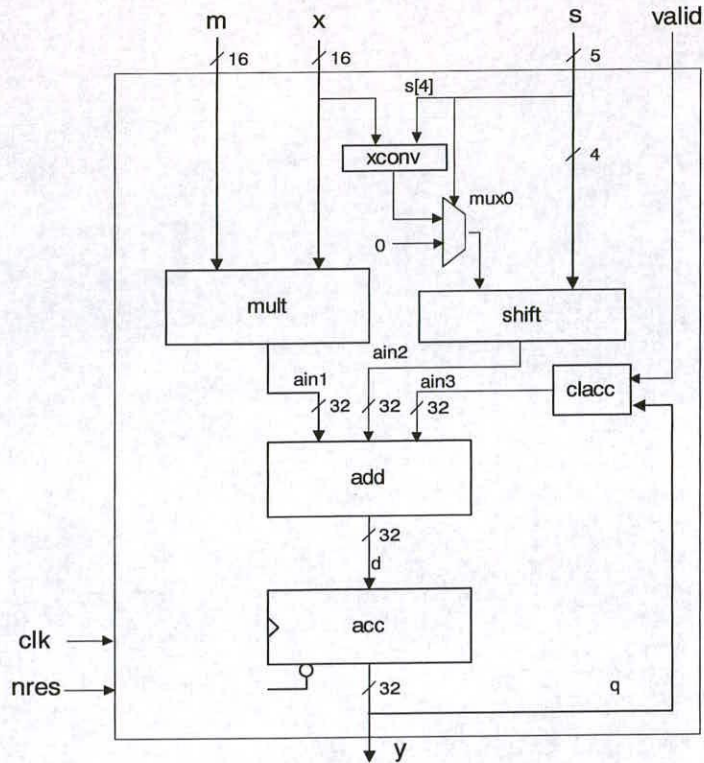 m x s valid
16 16 5
s[4]
xconv 4
mux0
0
mult shift
ain2
ain1 ain3 clacc
32 32 32
add
32
d
acc
clk
nres 32 q
y